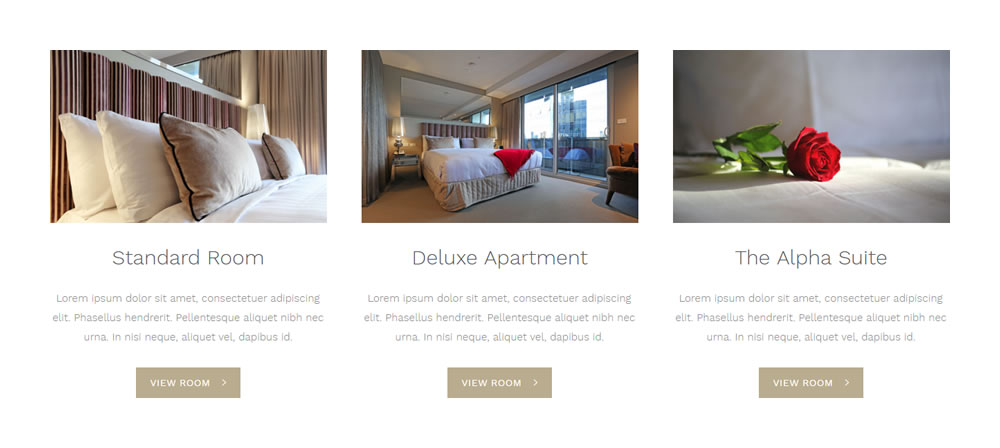 Standard Room
Lorem ipsum dolor sit amet, consectetuer adipiscing
elit. Phasellus hendrerit. Pellentesque aliquet nibh nec
urna. In nisi neque, aliquet vel, dapibus id.
VIEW ROOM >
Deluxe Apartment
Lorem ipsum dolor sit amet, consectetuer adipiscing
elit. Phasellus hendrerit. Pellentesque aliquet nibh nec
urna. In nisi neque, aliquet vel, dapibus id.
VIEW ROOM >
The Alpha Suite
Lorem ipsum dolor sit amet, consectetuer adipiscing
elit. Phasellus hendrerit. Pellentesque aliquet nibh nec
urna. In nisi neque, aliquet vel, dapibus id.
VIEW ROOM >